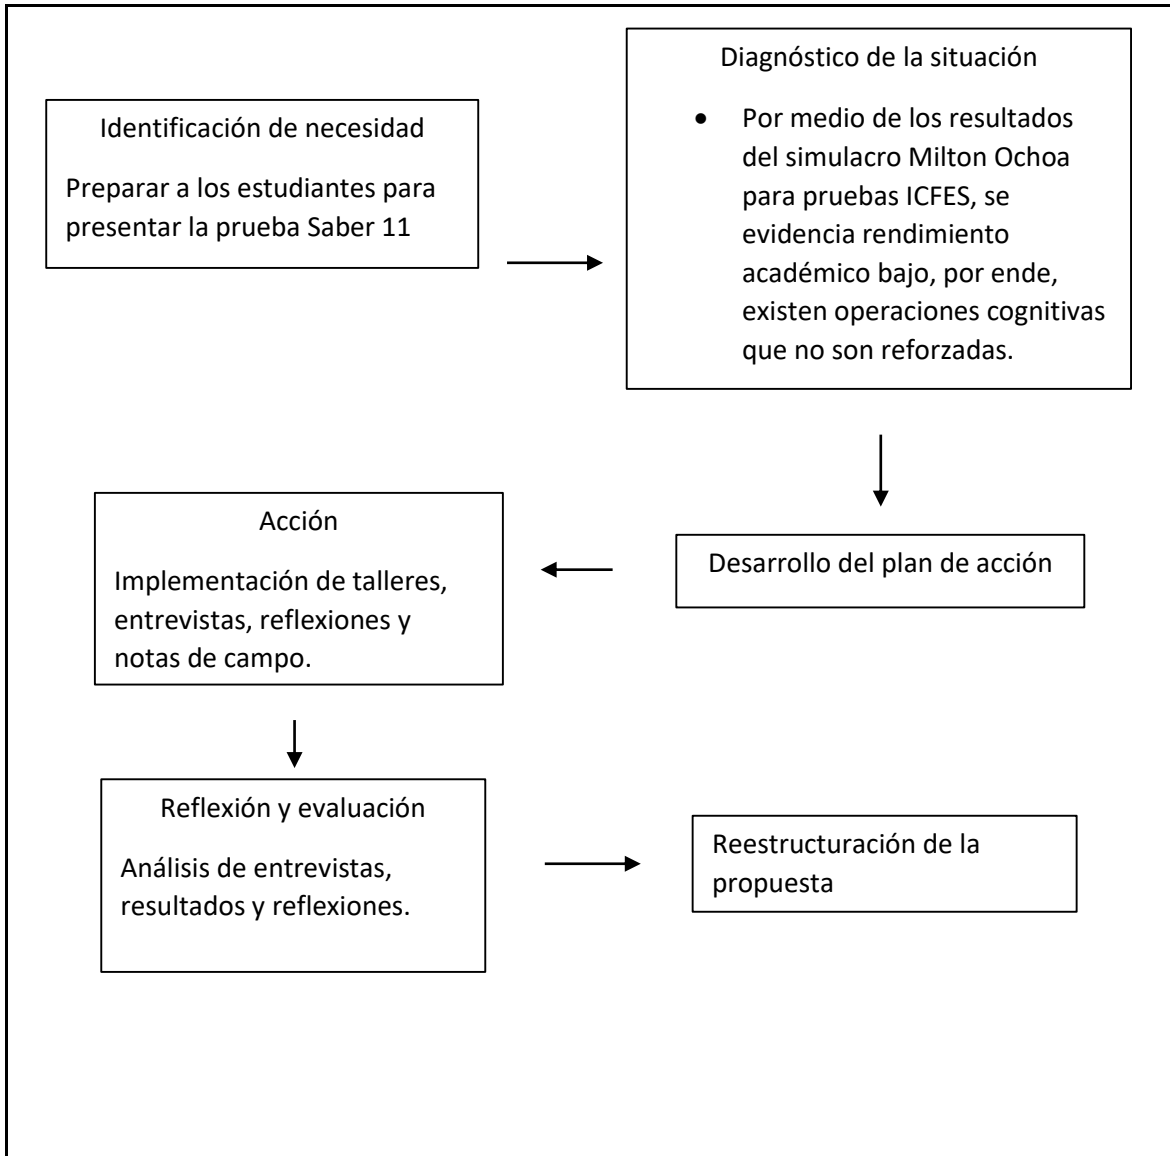 Identificación de necesidad
Preparar a los estudiantes para
presentar la prueba Saber 11
Diagnóstico de la situación
• Por medio de los resultados
del simulacro Milton Ochoa
para pruebas ICFES, se
evidencia rendimiento
académico bajo, por ende,
existen operaciones cognitivas
que no son reforzadas.
Desarrollo del plan de acción
Acción
Implementación de talleres,
entrevistas, reflexiones y
notas de campo.
Reflexión y evaluación
Análisis de entrevistas,
resultados y reflexiones.
Reestructuración de la
propuesta